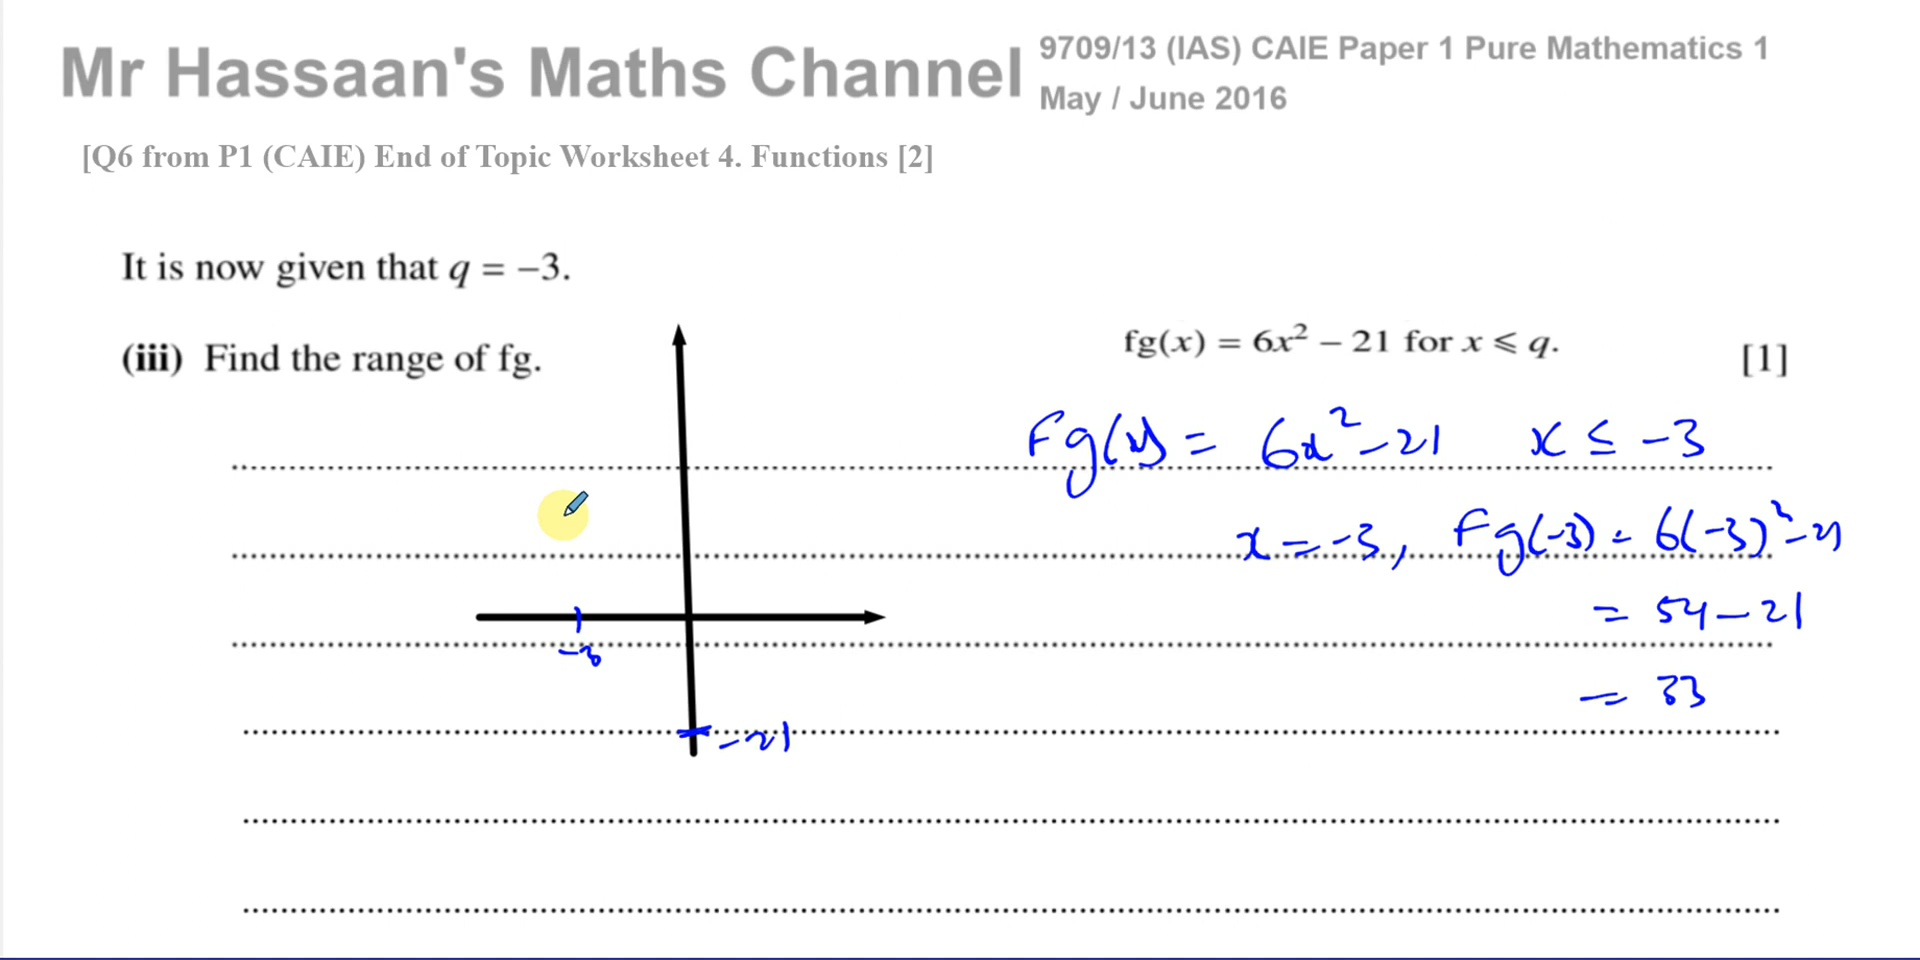 Mr Hassaan's Maths Channel
9709/13 (IAS) CAIE Paper 1 Pure Mathematics 1
May / June 2016
[Q6 from P1 (CAIE) End of Topic Worksheet 4. Functions [2]
It is now given that q = −3.
(iii) Find the range of fg.
fg(x) = 6x² − 21 for x ⩽ q.
[1]
Fg(x) = 6x² − 21 x ≤ −3
x = −3, Fg(−3) = 6(−3)² − 21
= 54 − 21
= 33
−3
−21